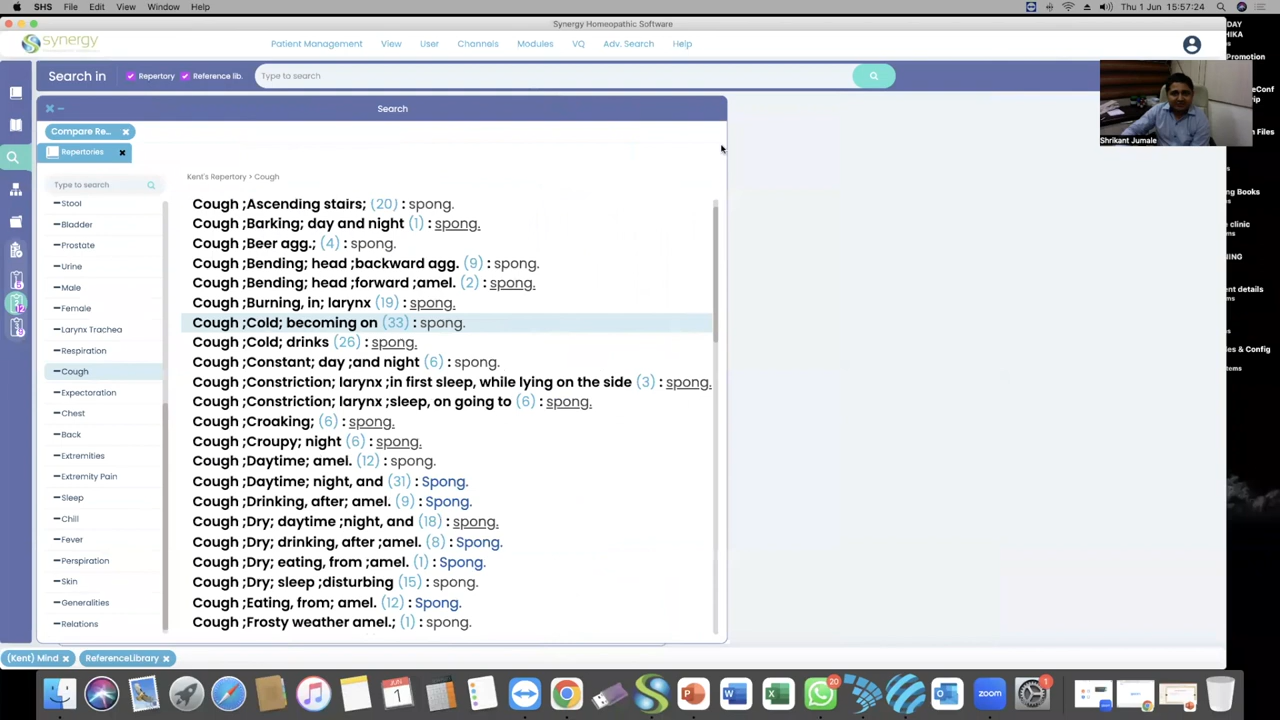 SHS File Edit View Window Help
Thu 1 Jun 15:57:24
Synergy Homeopathic Software
synergy
Patient Management View User Channels Modules VQ Adv. Search Help
DAY
Promotion
Search in Repertory Reference lib. Type to search
Shrikant Jumale
Search
Compare Re...
Repertories
Type to search
Kent's Repertory > Cough
Stool
Bladder
Prostate
Urine
Male
Female
Larynx Trachea
Respiration
Cough
Expectoration
Chest
Back
Extremities
Extremity Pain
Sleep
Chill
Fever
Perspiration
Skin
Generalities
Relations
Cough ;Ascending stairs; (20) : spong.
Cough ;Barking; day and night (1) : spong.
Cough ;Beer agg.; (4) : spong.
Cough ;Bending; head ;backward agg. (9) : spong.
Cough ;Bending; head ;forward ;amel. (2) : spong.
Cough ;Burning, in; larynx (19) : spong.
Cough ;Cold; becoming on (33) : spong.
Cough ;Cold; drinks (26) : spong.
Cough ;Constant; day ;and night (6) : spong.
Cough ;Constriction; larynx ;in first sleep, while lying on the side (3) : spong.
Cough ;Constriction; larynx ;sleep, on going to (6) : spong.
Cough ;Croaking; (6) : spong.
Cough ;Croupy; night (6) : spong.
Cough ;Daytime; amel. (12) : spong.
Cough ;Daytime; night, and (31) : Spong.
Cough ;Drinking, after; amel. (9) : Spong.
Cough ;Dry; daytime ;night, and (18) : spong.
Cough ;Dry; drinking, after ;amel. (8) : Spong.
Cough ;Dry; eating, from ;amel. (1) : Spong.
Cough ;Dry; sleep ;disturbing (15) : spong.
Cough ;Eating, from; amel. (12) : Spong.
Cough ;Frosty weather amel.; (1) : spong.
5
12
9
(Kent) Mind ReferenceLibrary
JUN
1
20
zoom
1